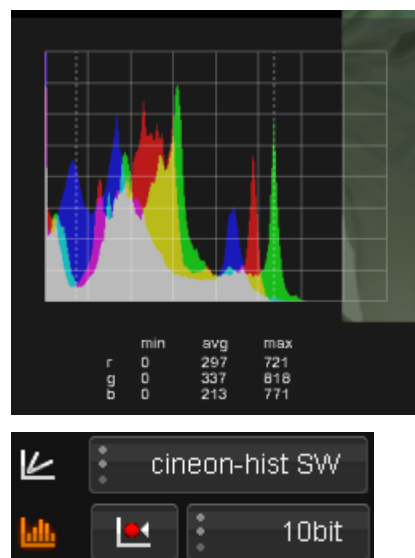 min avg max
r 0 297 721
g 0 337 818
b 0 213 771
cineon-hist SW
10bit